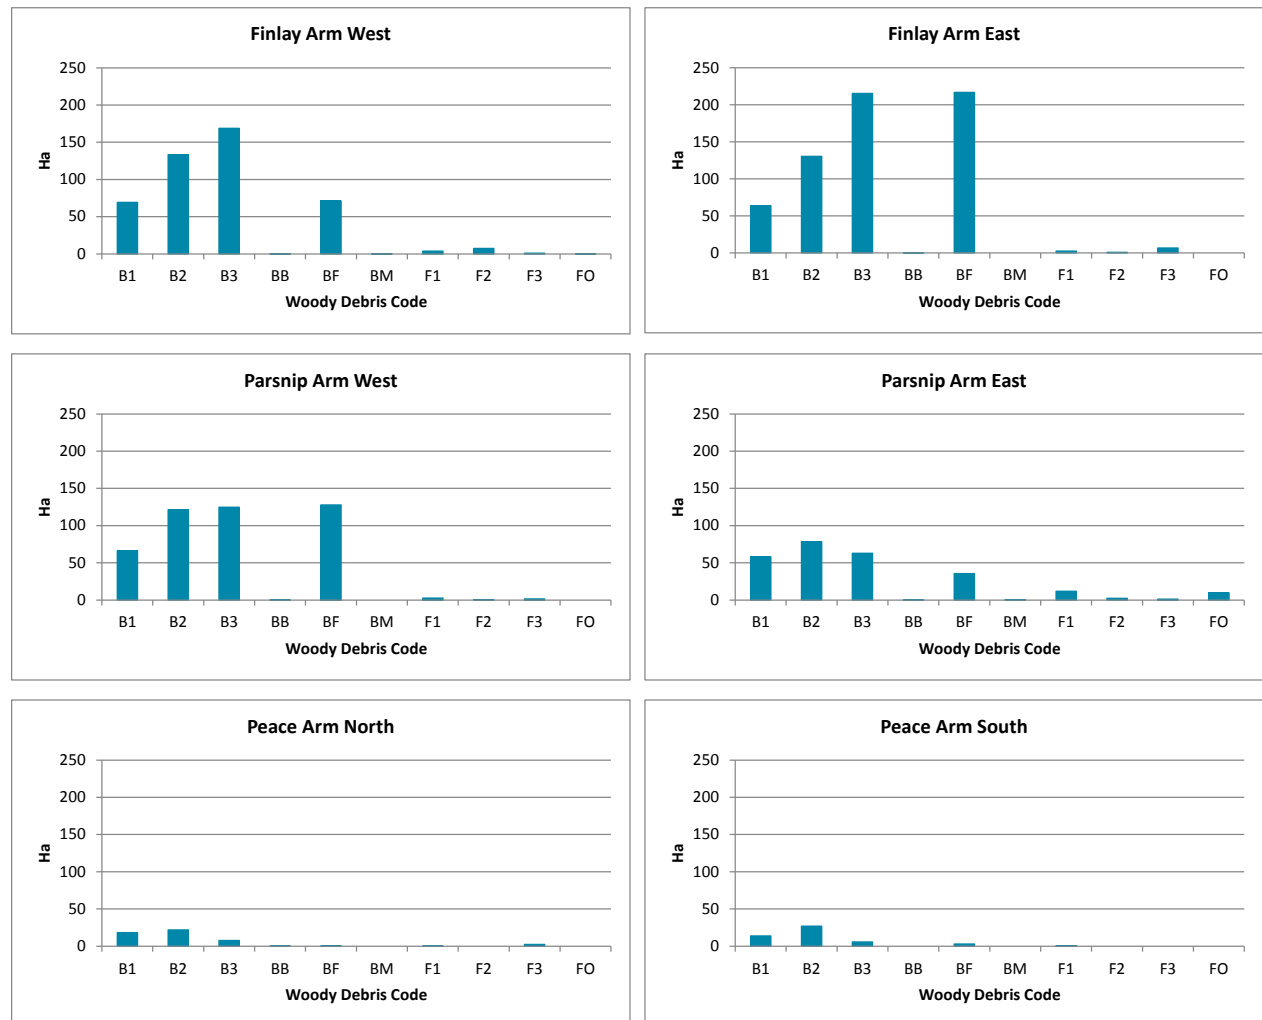 Finlay Arm West
250
200
150
100
50
0
Ha
B1 B2 B3 BB BF BM F1 F2 F3 FO
Woody Debris Code
Finlay Arm East
250
200
150
100
50
0
Ha
B1 B2 B3 BB BF BM F1 F2 F3 FO
Woody Debris Code
Parsnip Arm West
250
200
150
100
50
0
Ha
B1 B2 B3 BB BF BM F1 F2 F3 FO
Woody Debris Code
Parsnip Arm East
250
200
150
100
50
0
Ha
B1 B2 B3 BB BF BM F1 F2 F3 FO
Woody Debris Code
Peace Arm North
250
200
150
100
50
0
Ha
B1 B2 B3 BB BF BM F1 F2 F3 FO
Woody Debris Code
Peace Arm South
250
200
150
100
50
0
Ha
B1 B2 B3 BB BF BM F1 F2 F3 FO
Woody Debris Code